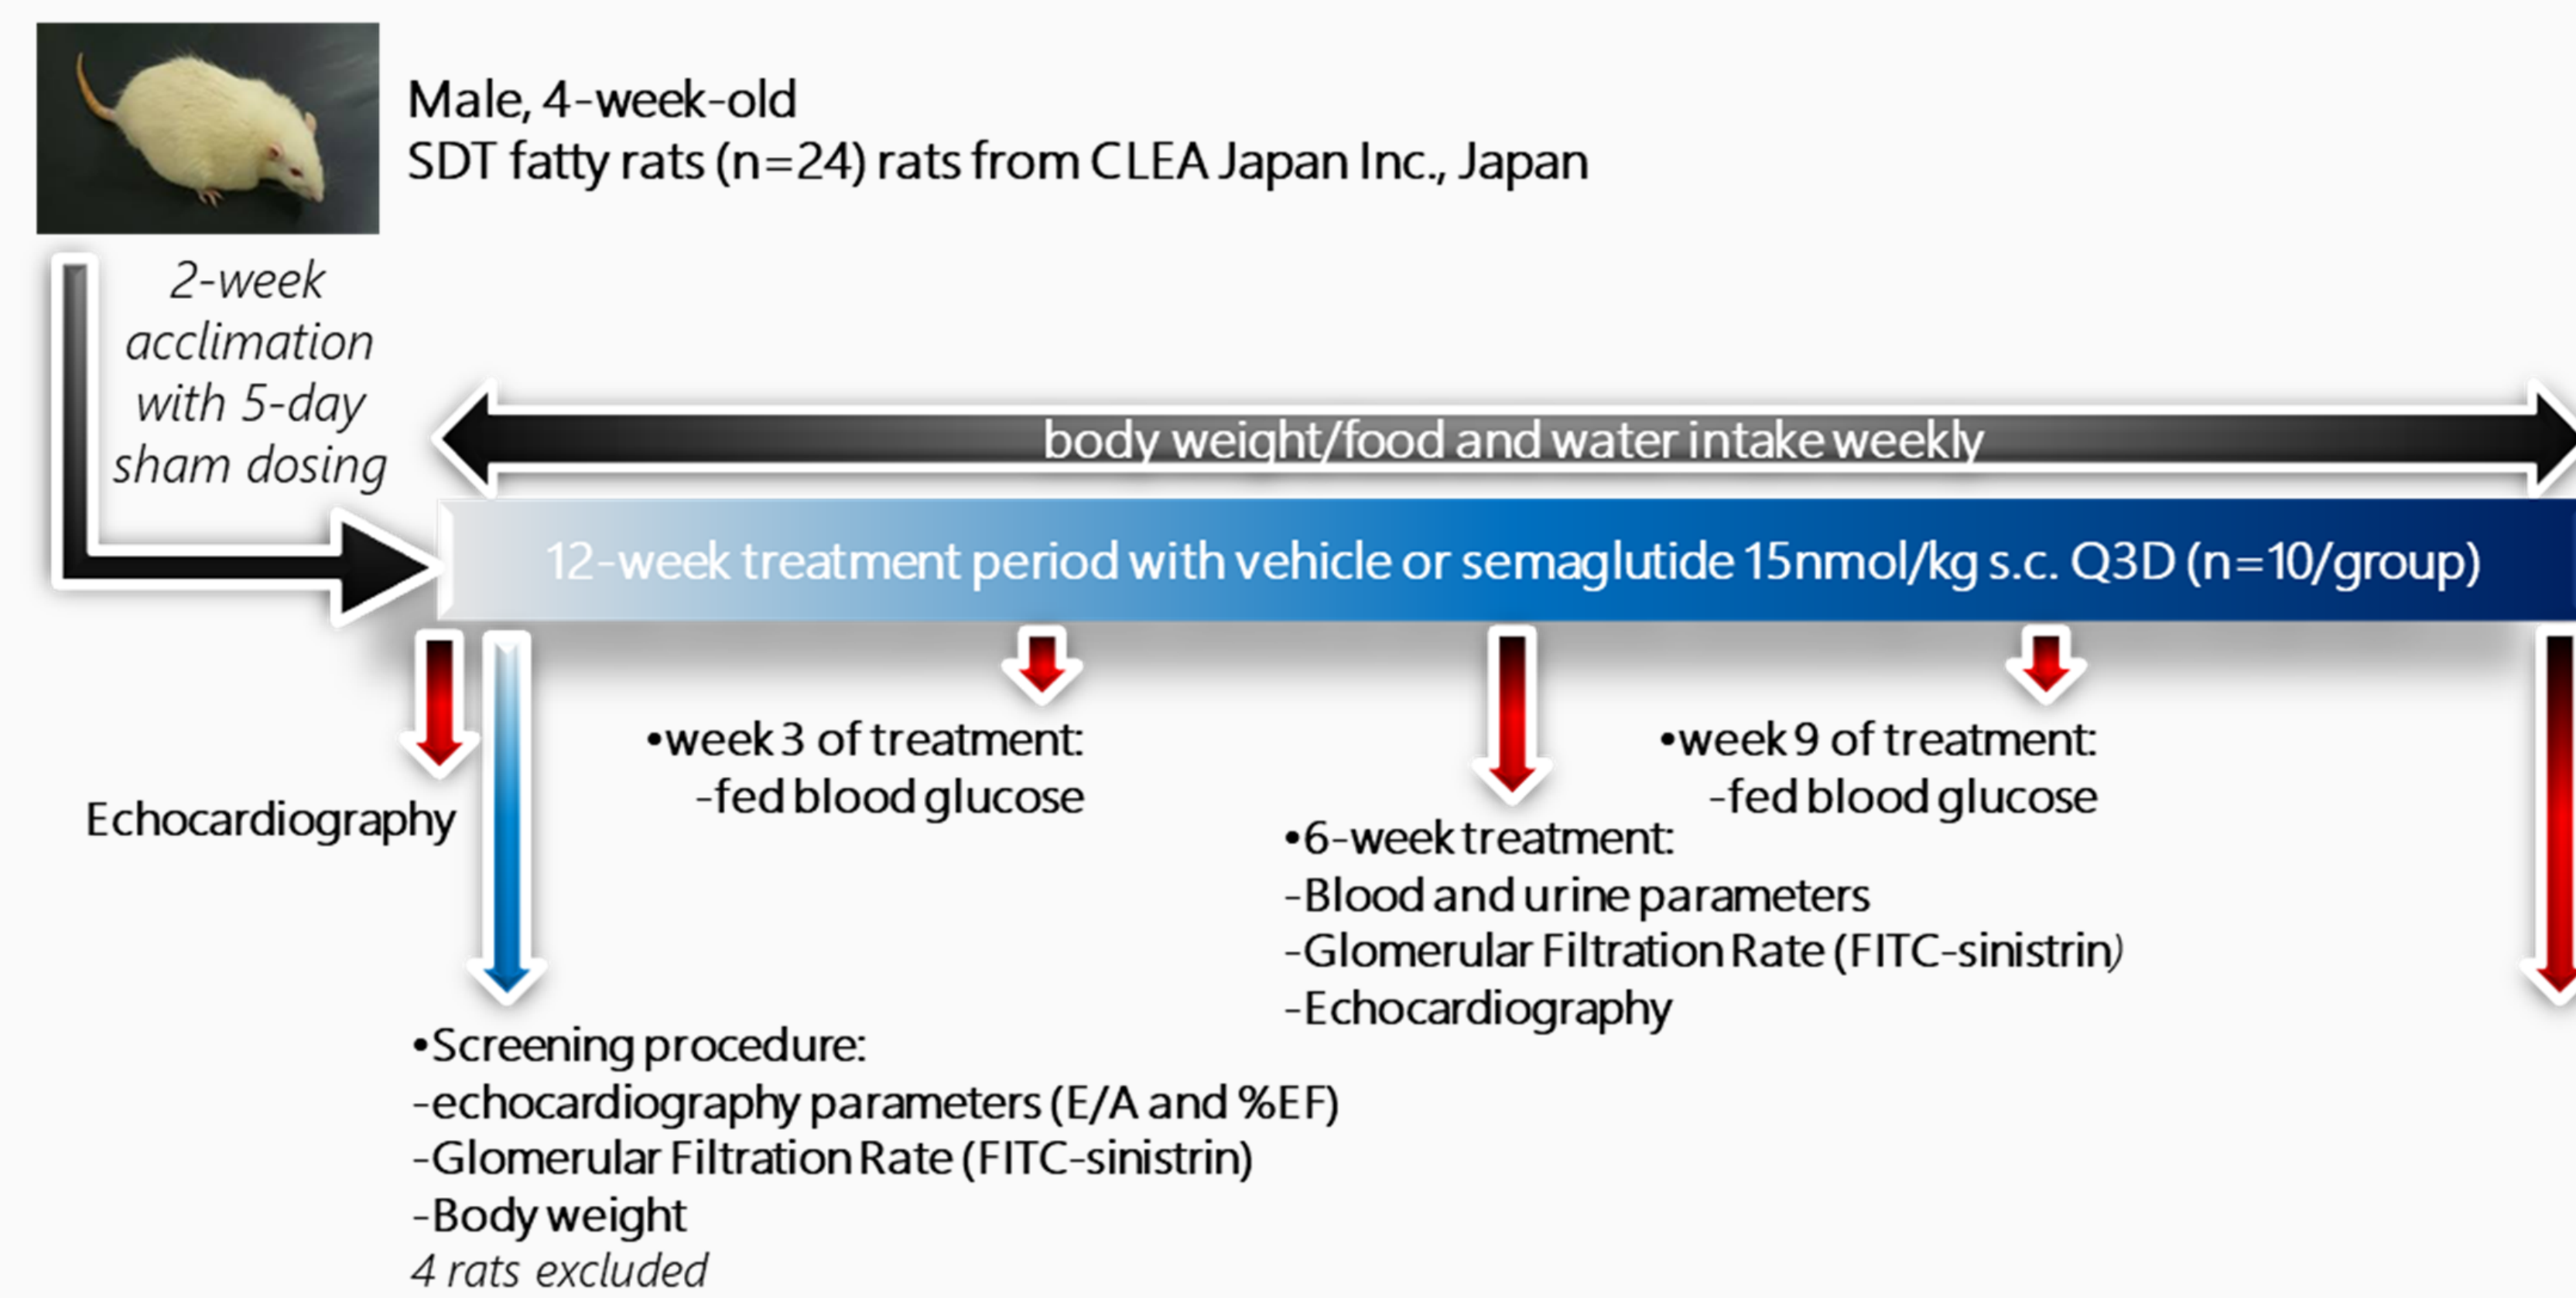 Male, 4-week-old
SDT fatty rats (n=24) rats from CLEA Japan Inc., Japan
2-week
acclimation
with 5-day
sham dosing
body weight/food and water intake weekly
12-week treatment period with vehicle or semaglutide 15nmol/kg s.c. Q3D (n=10/group)
Echocardiography
•Screening procedure:
-echocardiography parameters (E/A and %EF)
-Glomerular Filtration Rate (FITC-sinistrin)
-Body weight
4 rats excluded
•week 3 of treatment:
-fed blood glucose
•6-week treatment:
-Blood and urine parameters
-Glomerular Filtration Rate (FITC-sinistrin)
-Echocardiography
•week 9 of treatment:
-fed blood glucose